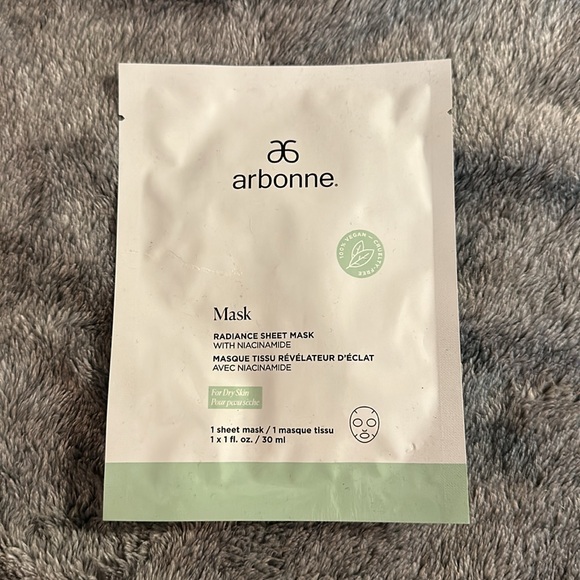 arbonne®
100% VEGAN — CRUELTY-FREE
Mask
RADIANCE SHEET MASK
WITH NIACINAMIDE
MASQUE TISSU RÉVÉLATEUR D'ÉCLAT
AVEC NIACINAMIDE
For Dry Skin
Pour peau sèche
1 sheet mask / 1 masque tissu
1 x 1 fl. oz. / 30 ml